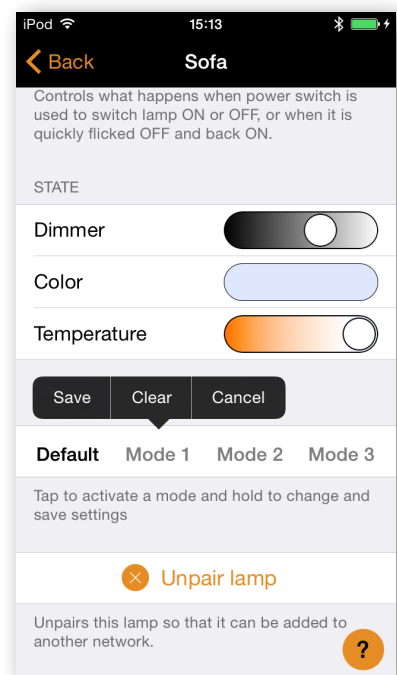 iPod 15:13
Back Sofa
Controls what happens when power switch is
used to switch lamp ON or OFF, or when it is
quickly flicked OFF and back ON.
STATE
Dimmer
Color
Temperature
Save Clear Cancel
Default Mode 1 Mode 2 Mode 3
Tap to activate a mode and hold to change and
save settings
Unpair lamp
Unpairs this lamp so that it can be added to
another network.
?